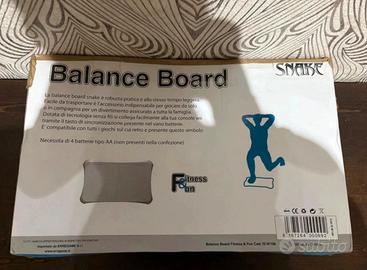 Balance Board
SNAKE
La balance board snake è robusta pratica e allo stesso tempo leggera.
Facile da trasportare è l'accessorio indispensabile per giocare da solo
o in compagnia per un divertimento assicurato a tutta la famiglia.
Dotata di tecnologia senza fili si collega facilmente alla tua console wii
tramite il tasto di sincronizzazione presente nel vano batterie.
E' compatibile con tutti i giochi sul cui retro è presente questo simbolo
Necessita di 4 batterie tipo AA (non presenti nella confezione)
Fitness
& Fun
Balance Board Fitness & Fun Cod.
subito